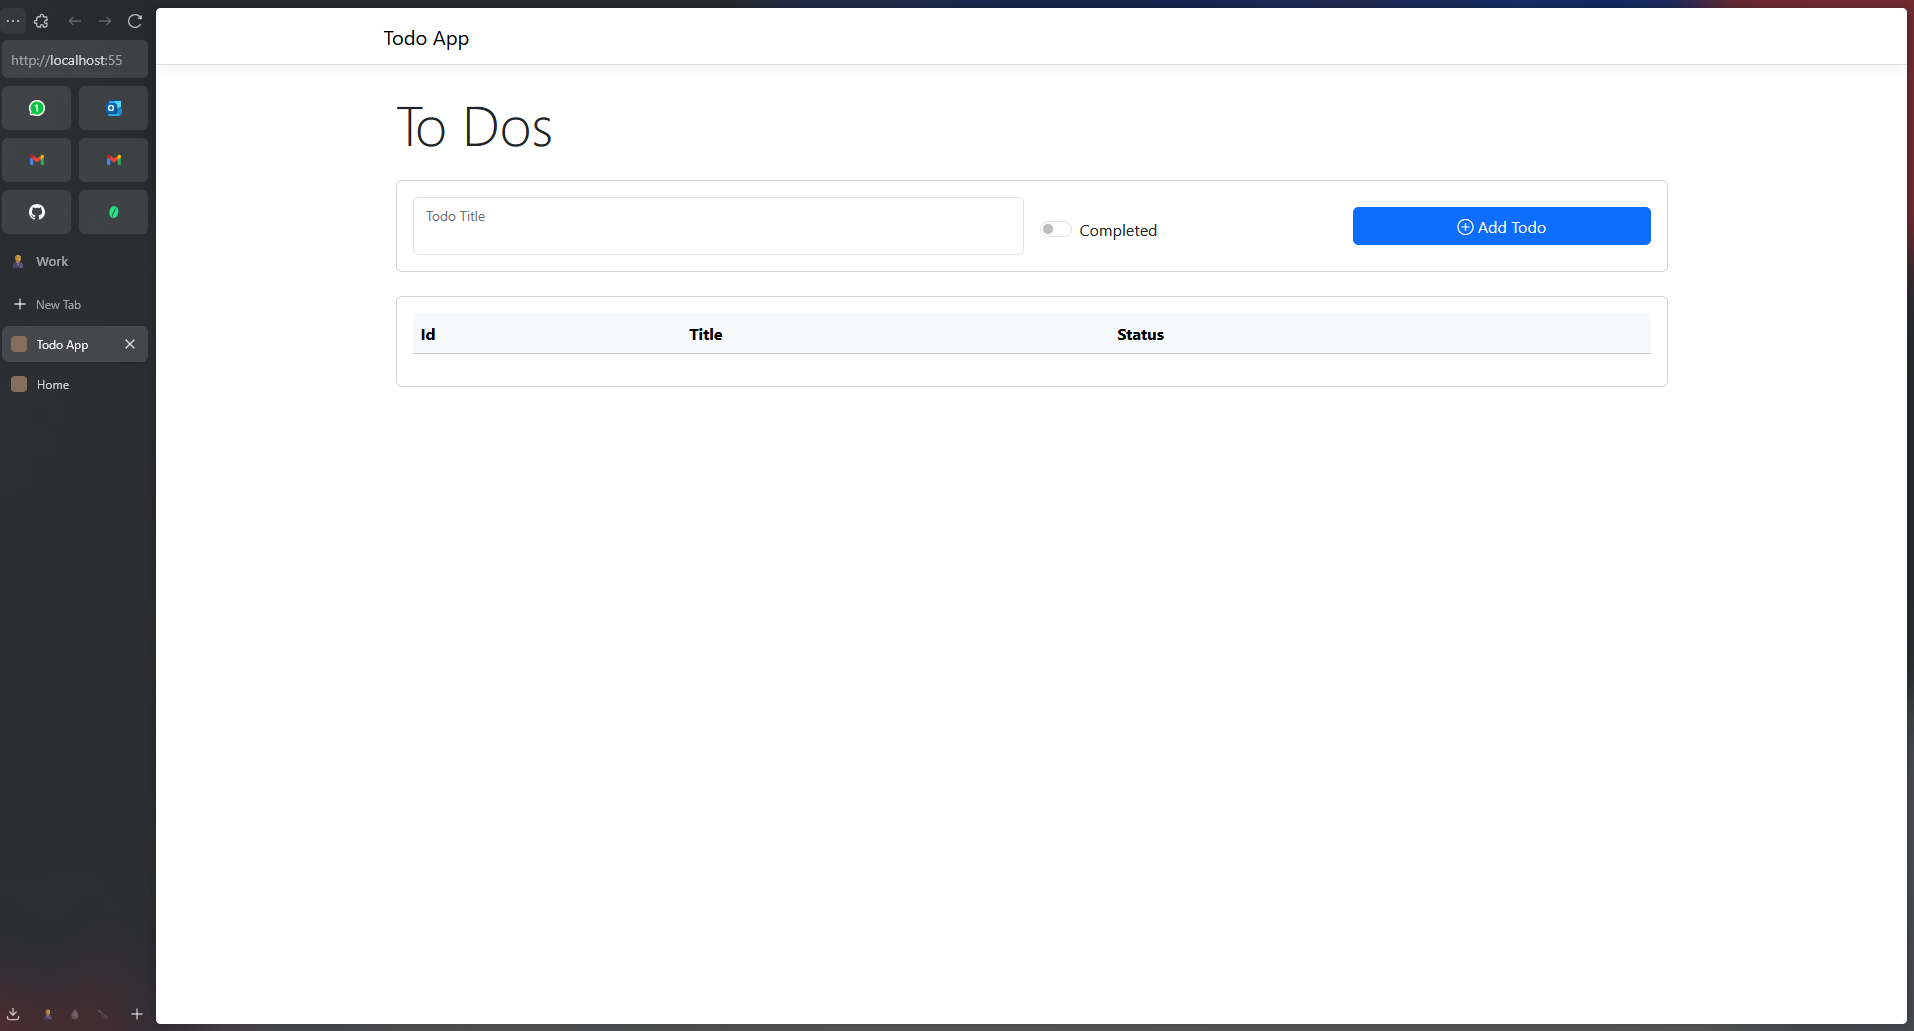 http://localhost:55
1
Work
New Tab
Todo App
Home
Todo App
To Dos
Todo Title
Completed
Add Todo
Id Title Status